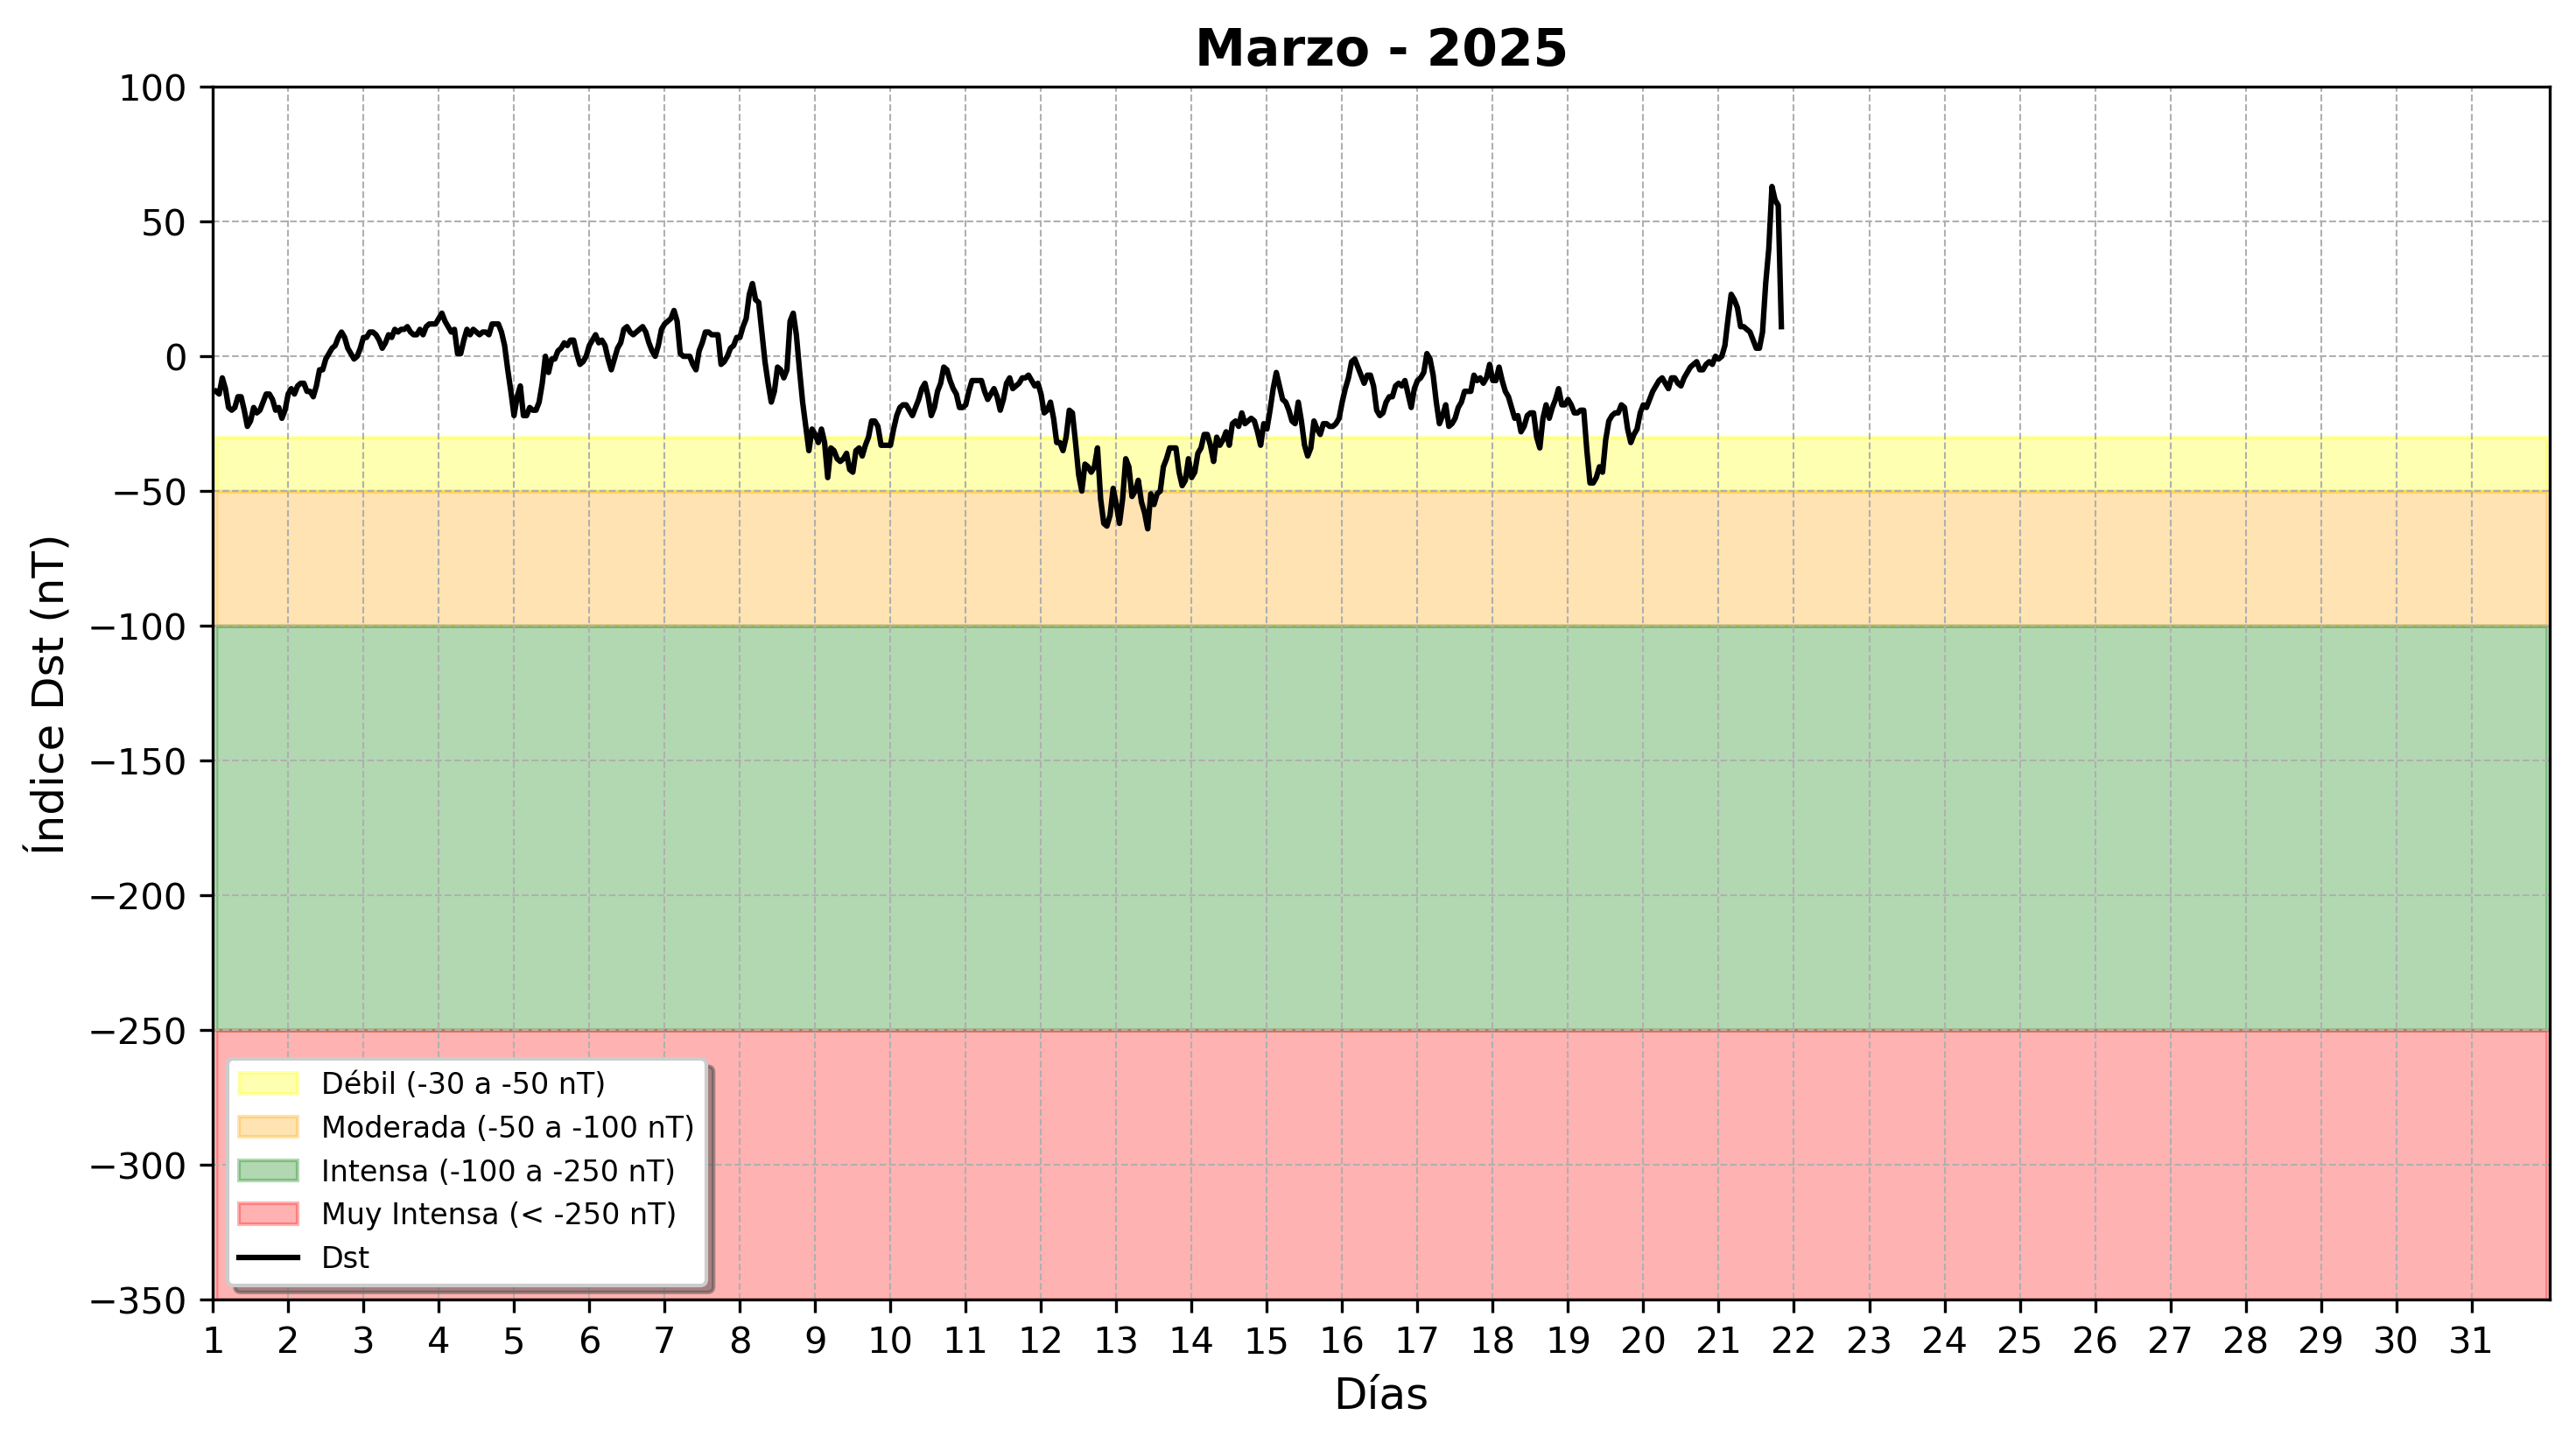 Marzo - 2025
100
50
0
−50
−100
−150
−200
−250
−300
−350
Índice Dst (nT)
Débil (-30 a -50 nT)
Moderada (-50 a -100 nT)
Intensa (-100 a -250 nT)
Muy Intensa (< -250 nT)
Dst
1 2 3 4 5 6 7 8 9 10 11 12 13 14 15 16 17 18 19 20 21 22 23 24 25 26 27 28 29 30 31
Días